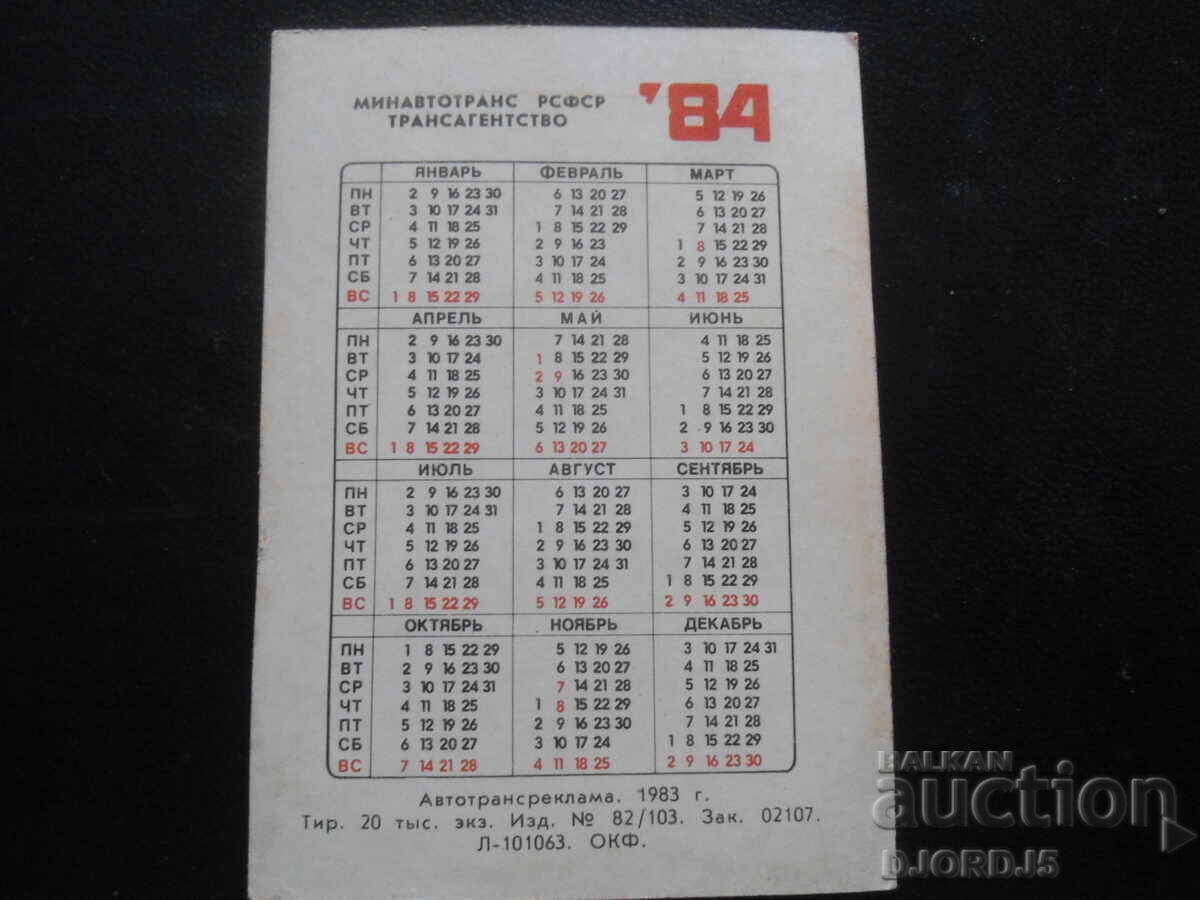 МИНАВТОТРАНС РСФСР '84
ТРАНСАГЕНТСТВО
ЯНВАРЬ ФЕВРАЛЬ МАРТ
ПН 2 9 16 23 30 6 13 20 27 5 12 19 26
ВТ 3 10 17 24 31 7 14 21 28 6 13 20 27
СР 4 11 18 25 1 8 15 22 29 7 14 21 28
ЧТ 5 12 19 26 2 9 16 23 1 8 15 22 29
ПТ 6 13 20 27 3 10 17 24 2 9 16 23 30
СБ 7 14 21 28 4 11 18 25 3 10 17 24 31
ВС 1 8 15 22 29 5 12 19 26 4 11 18 25
АПРЕЛЬ МАЙ ИЮНЬ
ПН 2 9 16 23 30 7 14 21 28 4 11 18 25
ВТ 3 10 17 24 1 8 15 22 29 5 12 19 26
СР 4 11 18 25 2 9 16 23 30 6 13 20 27
ЧТ 5 12 19 26 3 10 17 24 31 7 14 21 28
ПТ 6 13 20 27 4 11 18 25 1 8 15 22 29
СБ 7 14 21 28 5 12 19 26 2 9 16 23 30
ВС 1 8 15 22 29 6 13 20 27 3 10 17 24
ИЮЛЬ АВГУСТ СЕНТЯБРЬ
ПН 2 9 16 23 30 6 13 20 27 3 10 17 24
ВТ 3 10 17 24 31 7 14 21 28 4 11 18 25
СР 4 11 18 25 1 8 15 22 29 5 12 19 26
ЧТ 5 12 19 26 2 9 16 23 30 6 13 20 27
ПТ 6 13 20 27 3 10 17 24 31 7 14 21 28
СБ 7 14 21 28 4 11 18 25 1 8 15 22 29
ВС 1 8 15 22 29 5 12 19 26 2 9 16 23 30
ОКТЯБРЬ НОЯБРЬ ДЕКАБРЬ
ПН 1 8 15 22 29 5 12 19 26 3 10 17 24 31
ВТ 2 9 16 23 30 6 13 20 27 4 11 18 25
СР 3 10 17 24 31 7 14 21 28 5 12 19 26
ЧТ 4 11 18 25 1 8 15 22 29 6 13 20 27
ПТ 5 12 19 26 2 9 16 23 30 7 14 21 28
СБ 6 13 20 27 3 10 17 24 1 8 15 22 29
ВС 7 14 21 28 4 11 18 25 2 9 16 23 30
Автотрансреклама. 1983 г.
Тир. 20 тыс. экз. Изд. № 82/103. Зак. 02107.
Л-101063. ОКФ.
BALKAN
auction
DJORDJ5